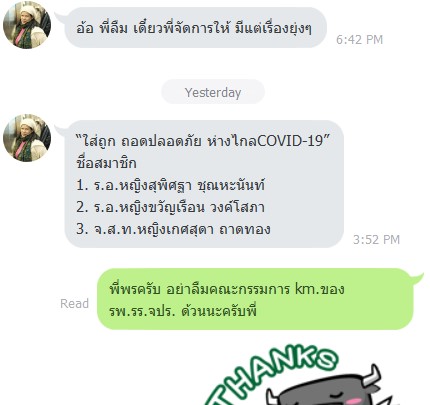 อ้อ พี่ลืม เดี๋ยวพี่จัดการให้ มีแต่เรื่องยุ่งๆ
6:42 PM
Yesterday
“ใส่ถูก ถอดปลอดภัย ห่างไกลCOVID-19”
ชื่อสมาชิก
1. ร.อ.หญิงสุพิศฐา ชุณหะนันท์
2. ร.อ.หญิงขวัญเรือน วงค์โสภา
3. จ.ส.ท.หญิงเกศสุดา ถาดทอง
3:52 PM
พี่พรครับ อย่าลืมคณะกรรมการ km.ของ
รพ.รร.จปร. ด้วนนะครับพี่
Read
THANKS